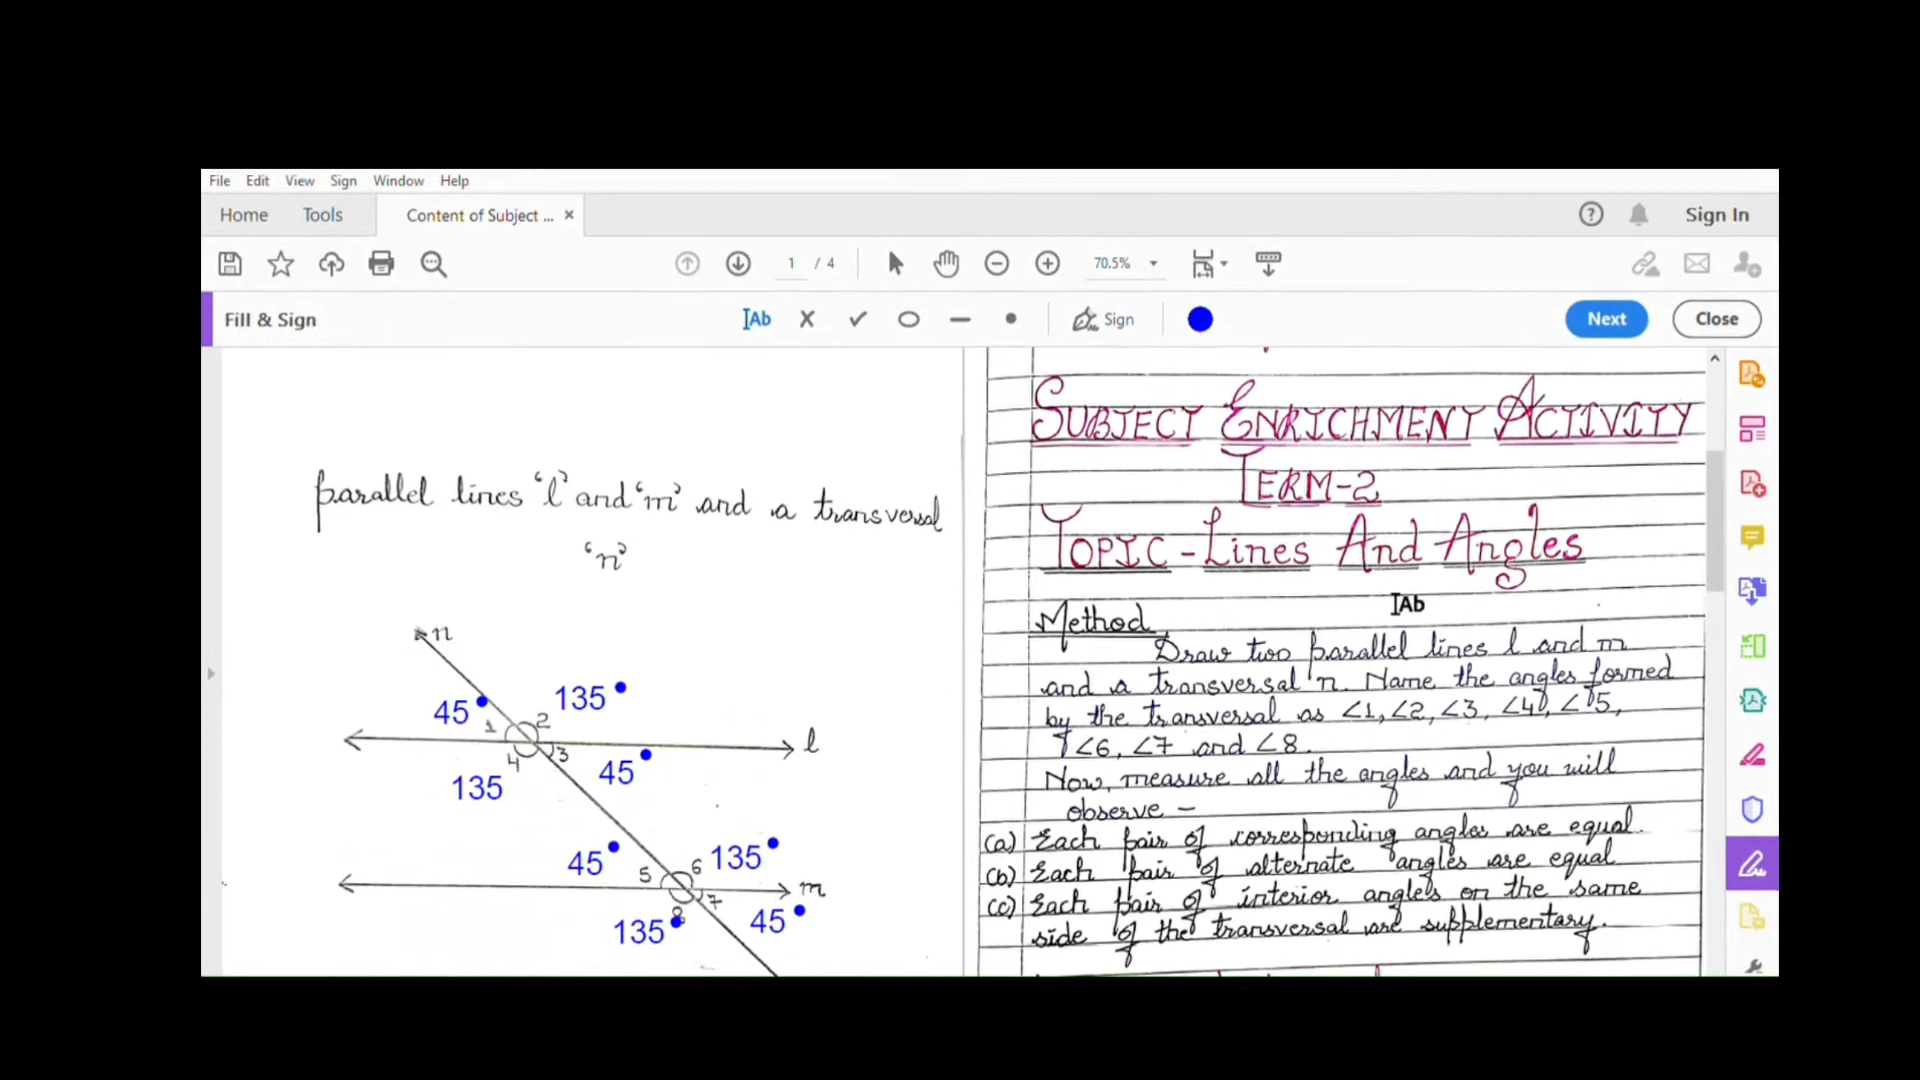 File Edit View Sign Window Help
Home Tools Content of Subject ... × Sign In
1 / 4 70.5%
Fill & Sign IAb Sign Next Close
parallel lines ‘l’ and ‘m’ and a transversal
‘n’
n
45 135
1 2
l
4 3
135 45
45 135
5 6
m
8 7
135 45
SUBJECT ENRICHMENT ACTIVITY
TERM-2
TOPIC - Lines And Angles
IAb
Method
Draw two parallel lines l and m
and a transversal n. Name the angles formed
by the transversal as ∠1, ∠2, ∠3, ∠4, ∠5,
∠6, ∠7 and ∠8.
Now, measure all the angles and you will
observe –
(a) Each pair of corresponding angles are equal.
(b) Each pair of alternate angles are equal
(c) Each pair of interior angles on the same
side of the transversal are supplementary.